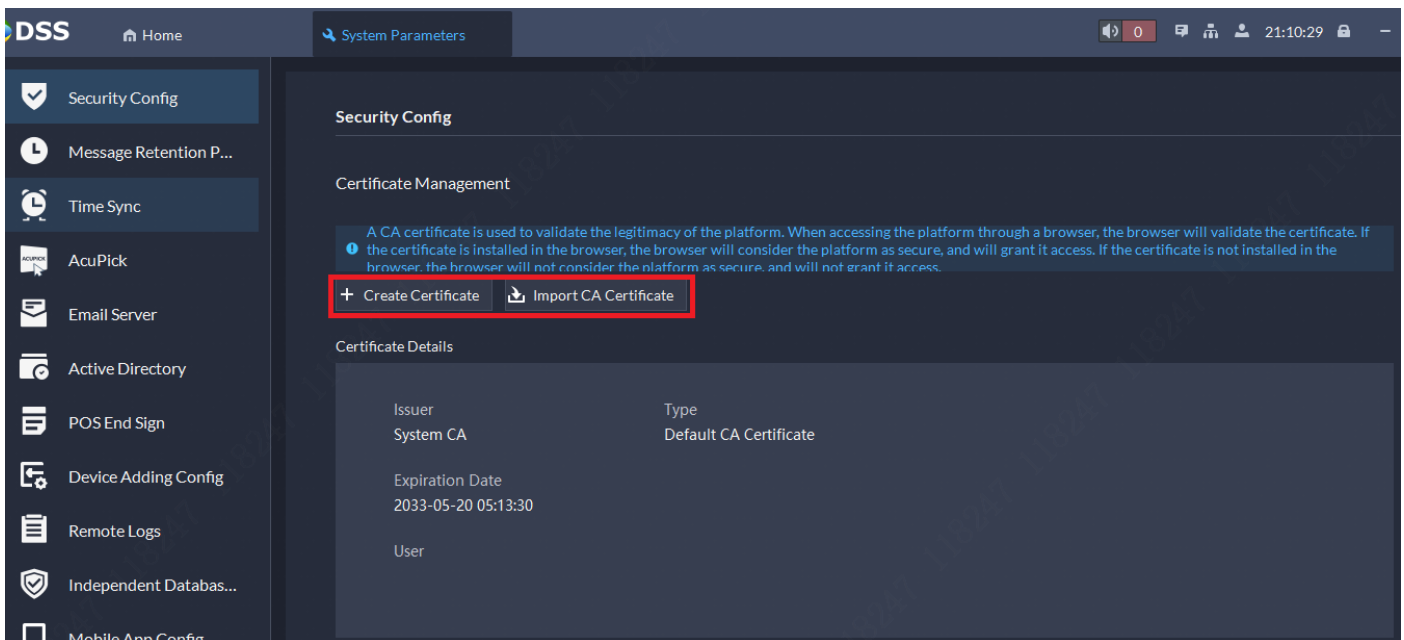 DSS
Home
System Parameters
0
21:10:29
Security Config
Message Retention P...
Time Sync
AcuPick
Email Server
Active Directory
POS End Sign
Device Adding Config
Remote Logs
Independent Databas...
Mobile App Config
Security Config
Certificate Management
A CA certificate is used to validate the legitimacy of the platform. When accessing the platform through a browser, the browser will validate the certificate. If
the certificate is installed in the browser, the browser will consider the platform as secure, and will grant it access. If the certificate is not installed in the
browser, the browser will not consider the platform as secure, and will not grant it access.
+ Create Certificate
Import CA Certificate
Certificate Details
Issuer
Type
System CA
Default CA Certificate
Expiration Date
2033-05-20 05:13:30
User